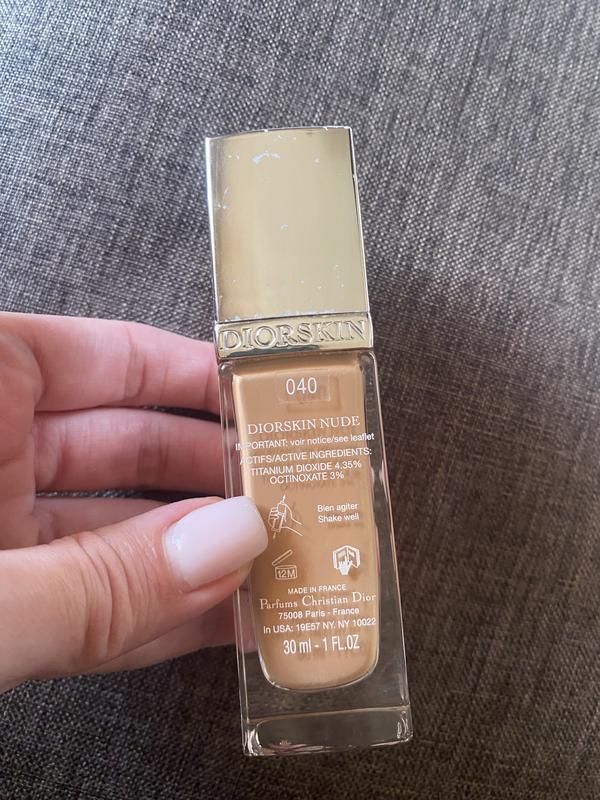 DIORSKIN
040
DIORSKIN NUDE
IMPORTANT: voir notice/see leaflet
ACTIFS/ACTIVE INGREDIENTS:
TITANIUM DIOXIDE 4.35%
OCTINOXATE 3%
Bien agiter
Shake well
12M
MADE IN FRANCE
Parfums Christian Dior
75008 Paris - France
In USA: 19E57 NY. NY 10022
30 ml - 1 FL.OZ